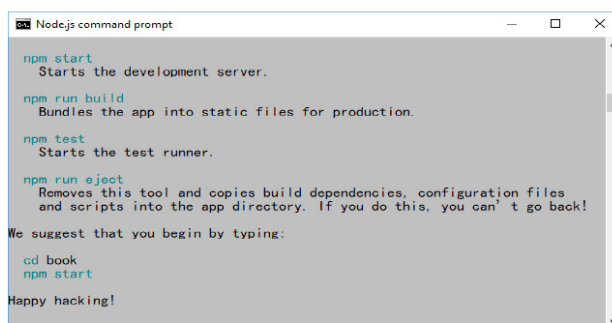 Node.js command prompt
npm start
Starts the development server.
npm run build
Bundles the app into static files for production.
npm test
Starts the test runner.
npm run eject
Removes this tool and copies build dependencies, configuration files
and scripts into the app directory. If you do this, you can't go back!
We suggest that you begin by typing:
cd book
npm start
Happy hacking!